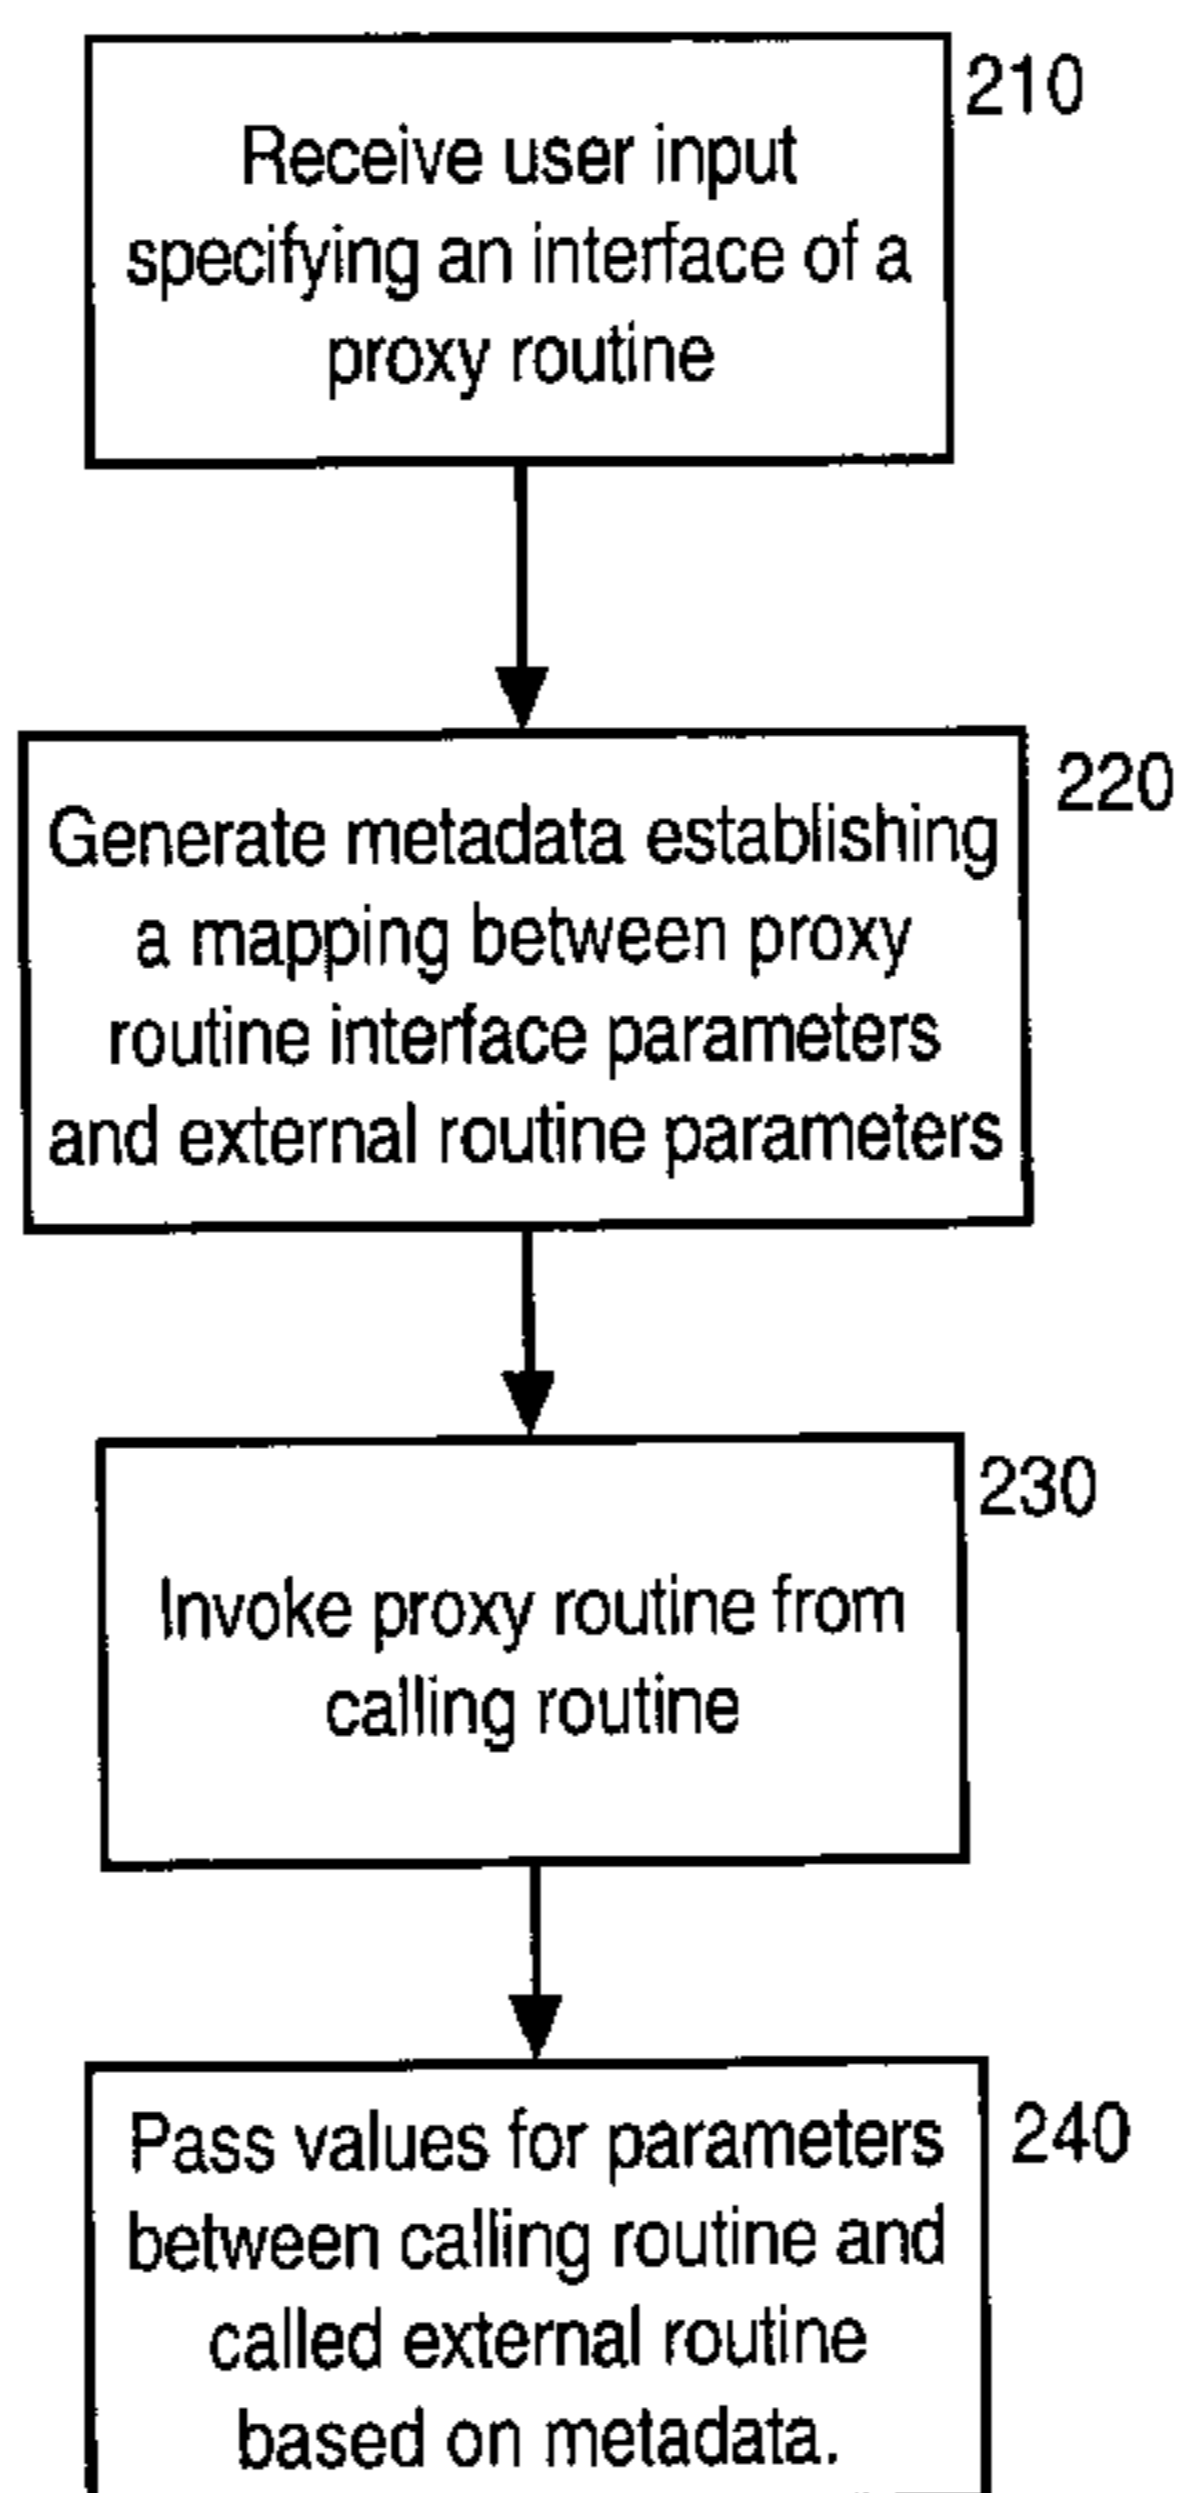 210
Receive user input
specifying an interface of a
proxy routine
220
Generate metadata establishing
a mapping between proxy
routine interface parameters
and external routine parameters
230
Invoke proxy routine from
calling routine
240
Pass values for parameters
between calling routine and
called external routine
based on metadata.